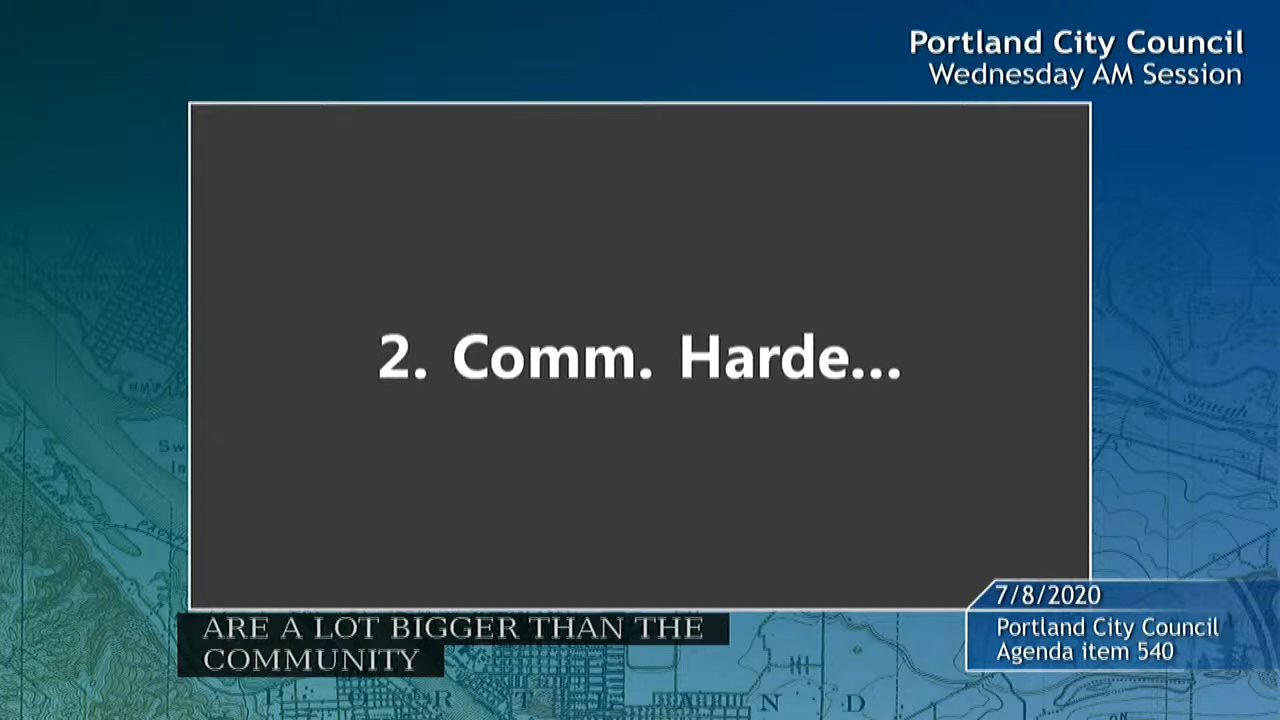 Portland City Council
Wednesday AM Session
2. Comm. Harde...
7/8/2020
Portland City Council
Agenda item 540
ARE A LOT BIGGER THAN THE
COMMUNITY
Slough
P O R T L A N D